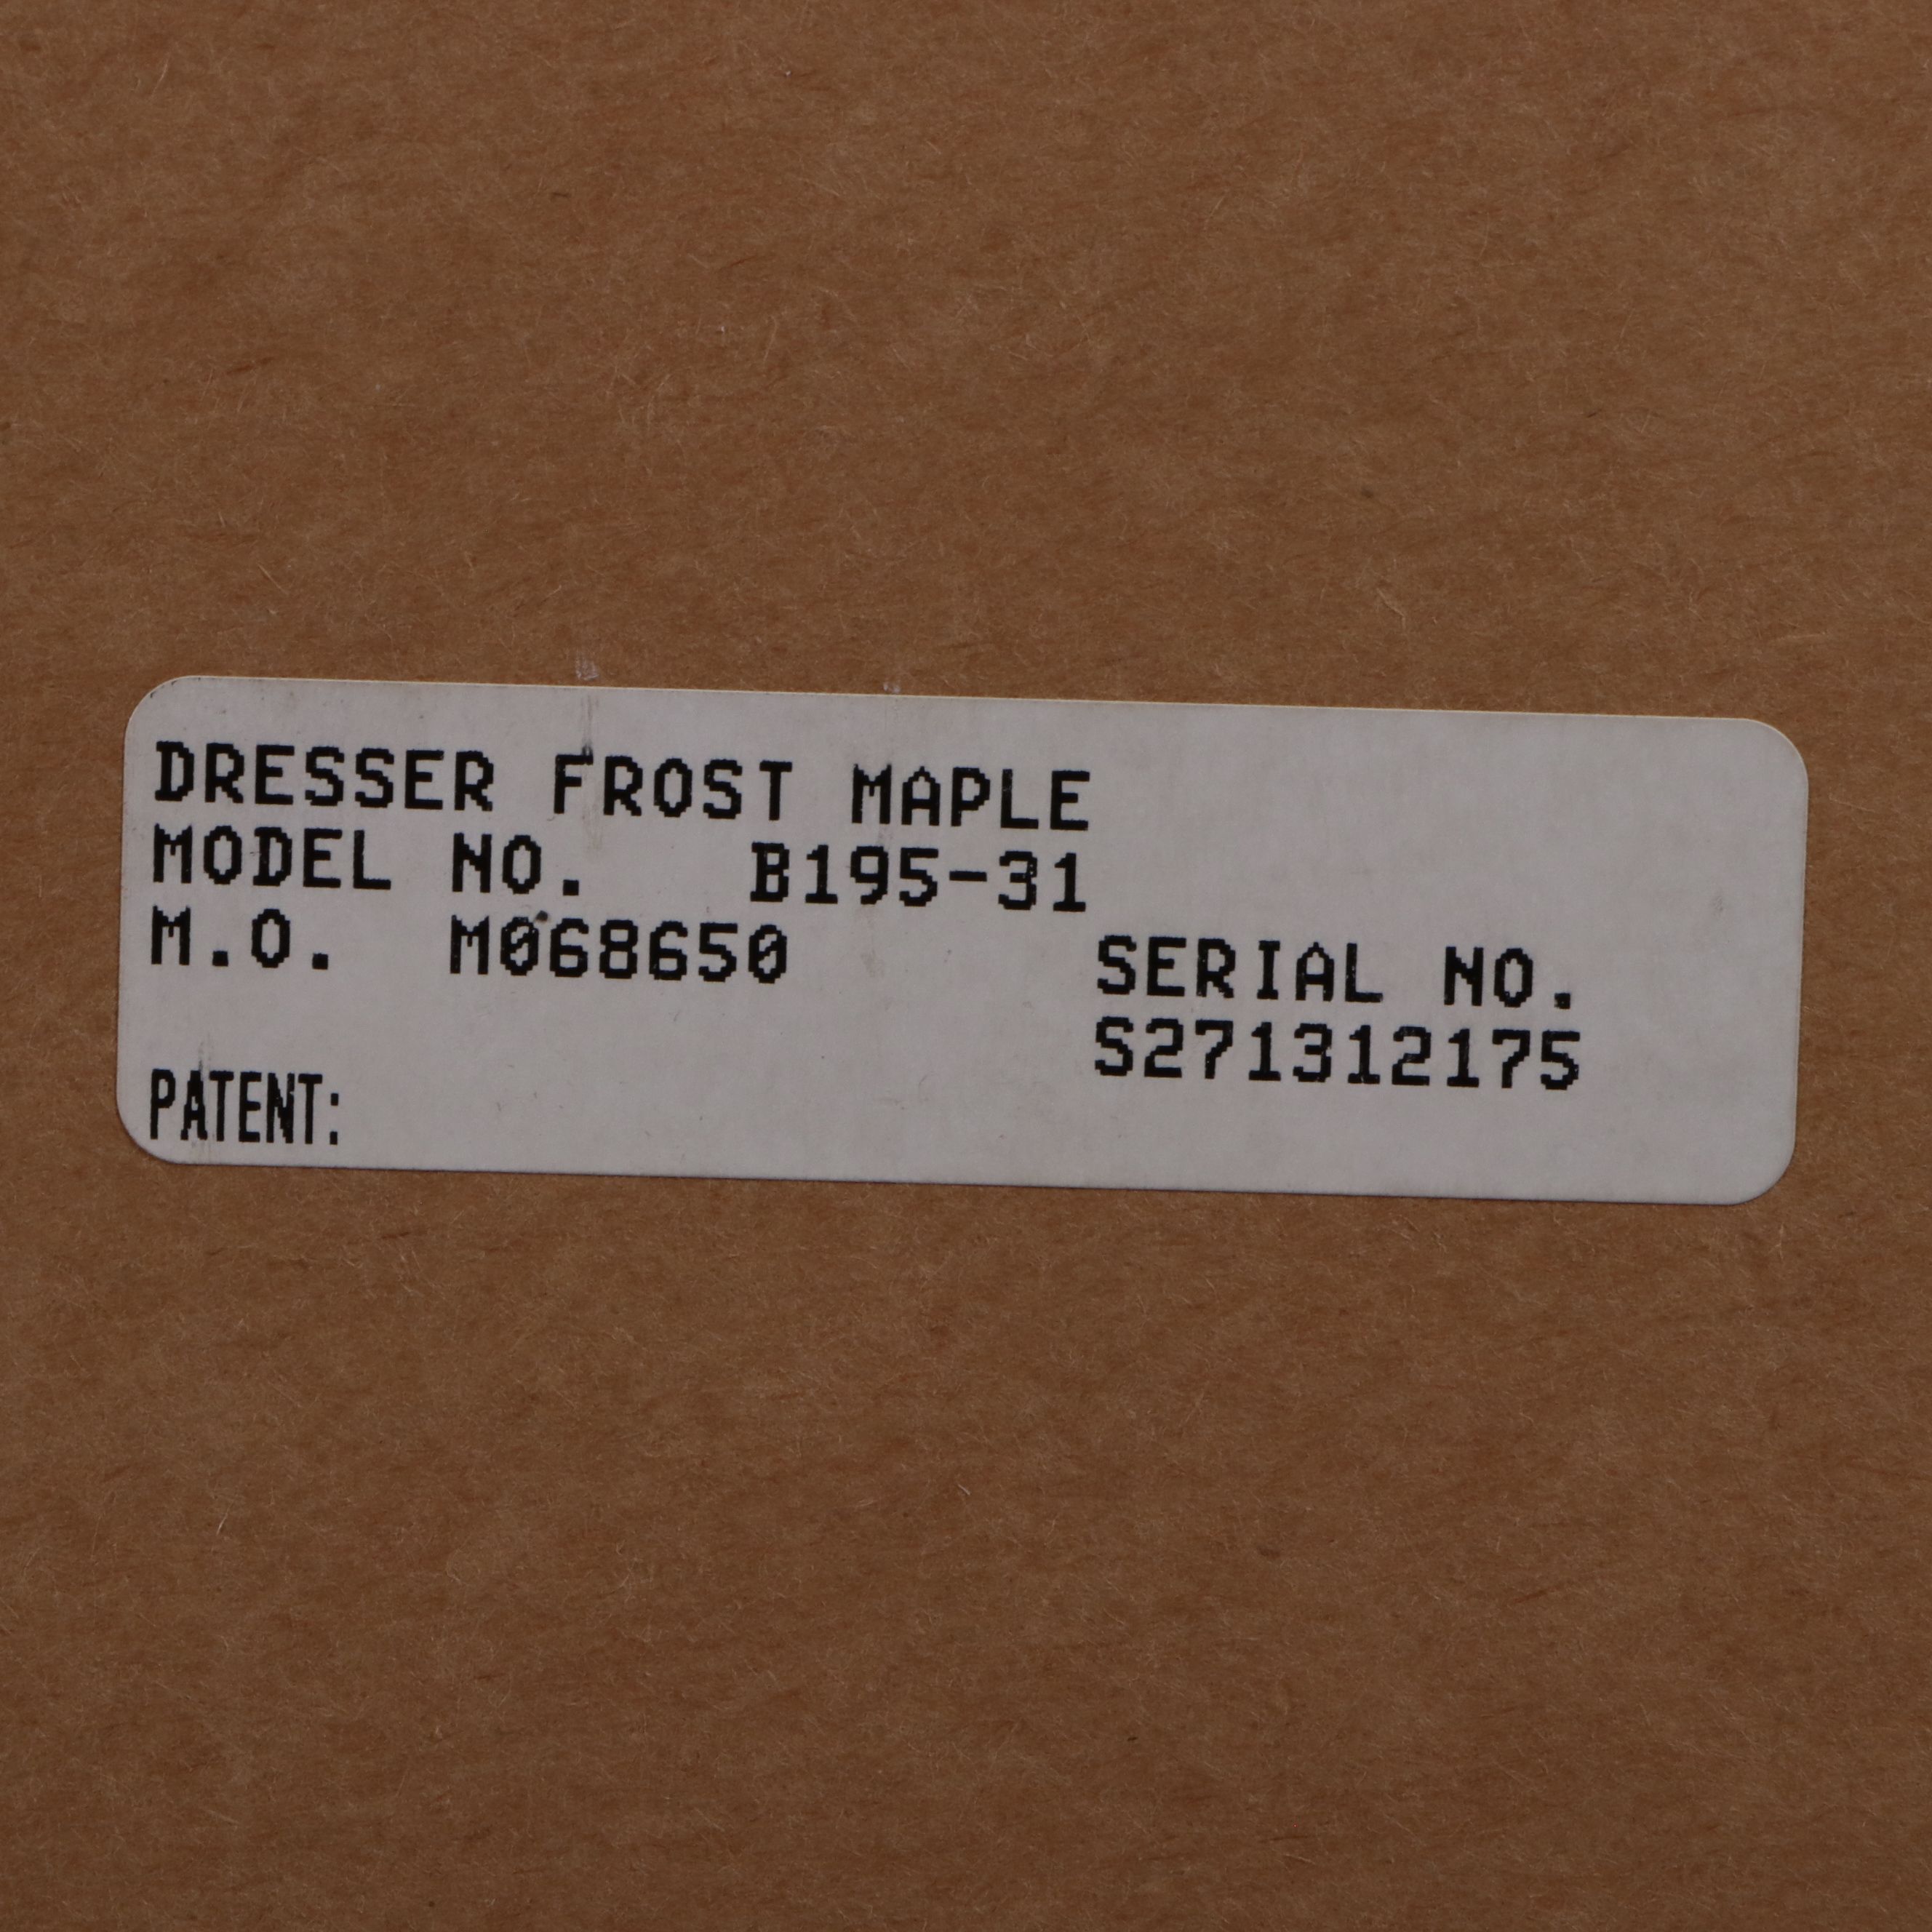 DRESSER FROST MAPLE
MODEL NO. B195-31
M.O. M068650
SERIAL NO.
S271312175
PATENT: